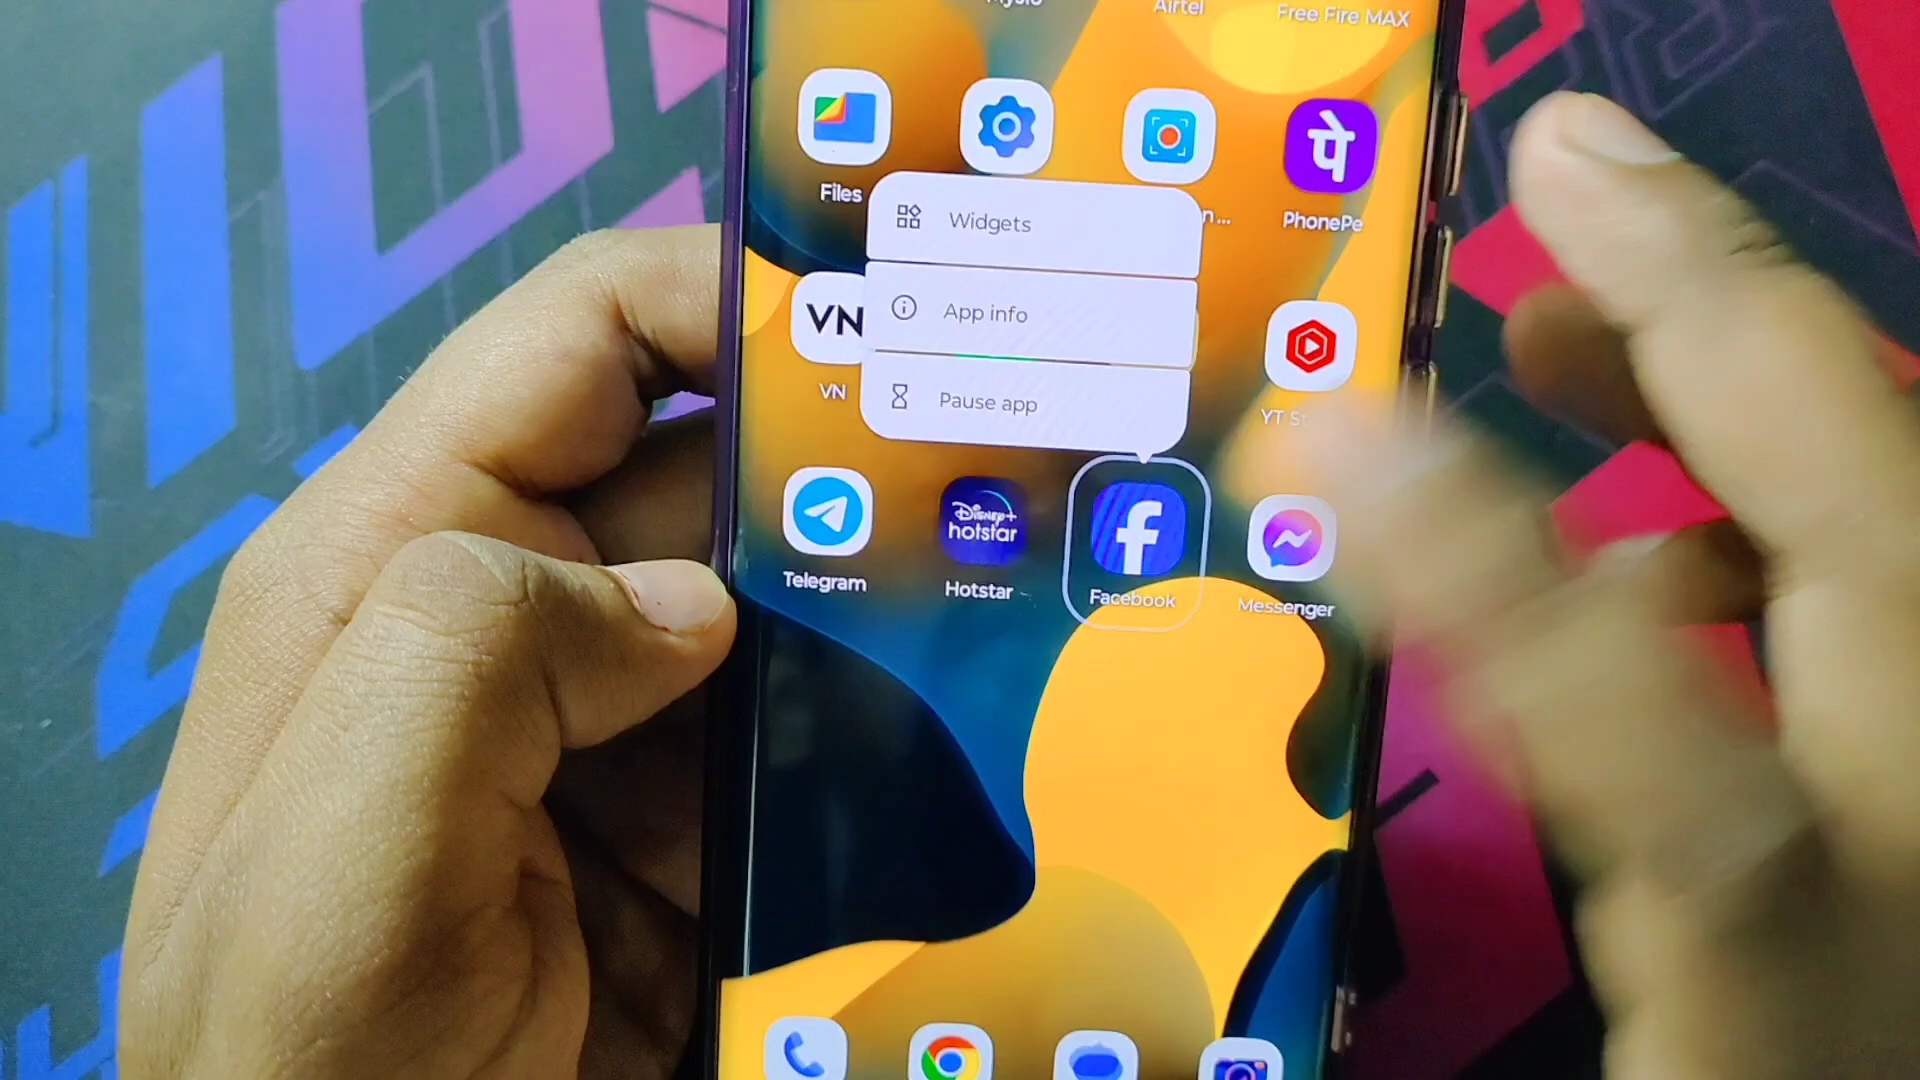 Airtel
Free Fire MAX
Files
पे
PhonePe
Widgets
App info
Pause app
VN
VN
YT
Disney+
hotstar
Telegram
Hotstar
Facebook
Messenger